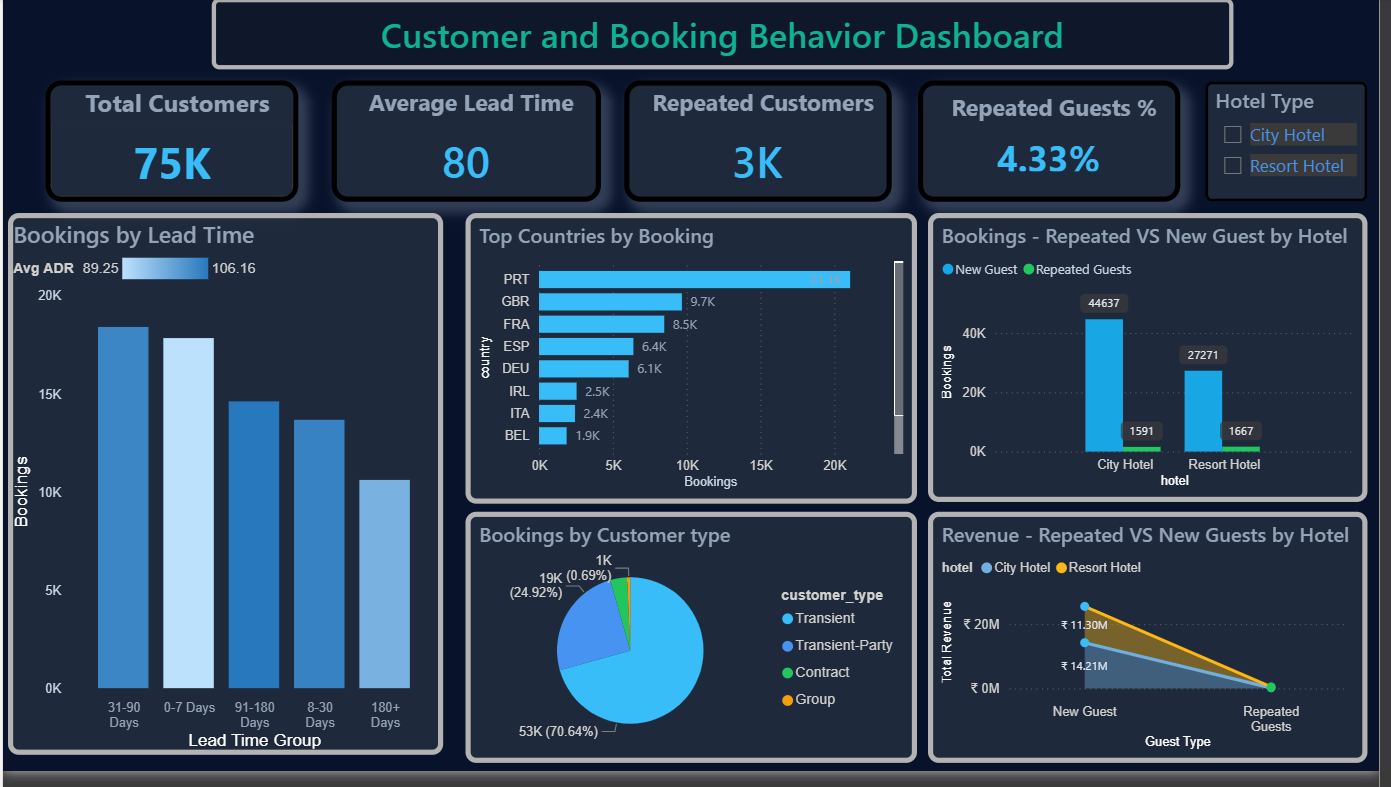 Customer and Booking Behavior Dashboard
Total Customers
75K
Average Lead Time
80
Repeated Customers
3K
Repeated Guests %
4.33%
Hotel Type
City Hotel
Resort Hotel
Bookings by Lead Time
Avg ADR 89.25 106.16
20K
15K
10K
5K
0K
Bookings
31-90 Days
0-7 Days
91-180 Days
8-30 Days
180+ Days
Lead Time Group
Top Countries by Booking
country
PRT
GBR 9.7K
FRA 8.5K
ESP 6.4K
DEU 6.1K
IRL 2.5K
ITA 2.4K
BEL 1.9K
0K 5K 10K 15K 20K
Bookings
Bookings - Repeated VS New Guest by Hotel
New Guest Repeated Guests
Bookings
40K
20K
0K
44637
1591
27271
1667
City Hotel Resort Hotel
hotel
Bookings by Customer type
1K
(0.69%)
19K
(24.92%)
53K (70.64%)
customer_type
Transient
Transient-Party
Contract
Group
Revenue - Repeated VS New Guests by Hotel
hotel City Hotel Resort Hotel
Total Revenue
₹ 20M
₹ 0M
₹ 11.30M
₹ 14.21M
New Guest
Repeated
Guests
Guest Type